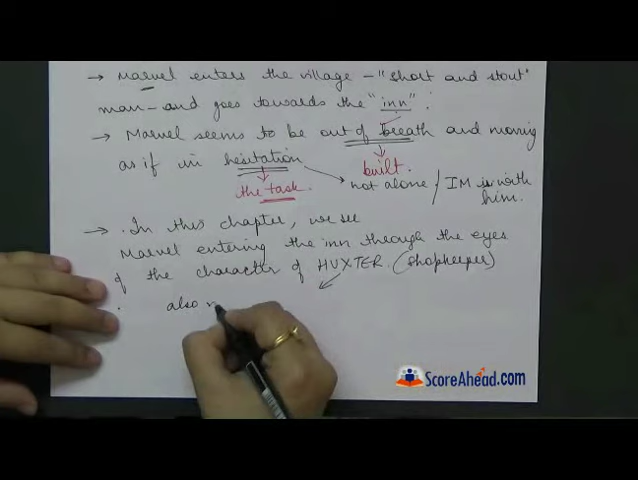 → Marvel enters the village - "short and stout"
man - and goes towards the "inn".
→ Marvel seems to be out of breath and moving
as if in hesitation
built.
the task.
not alone / IM is with
him.
→ . In this chapter, we see
Marvel entering the inn through the eyes
of the character of HUXTER. (shopkeeper)
. also
ScoreAhead.com